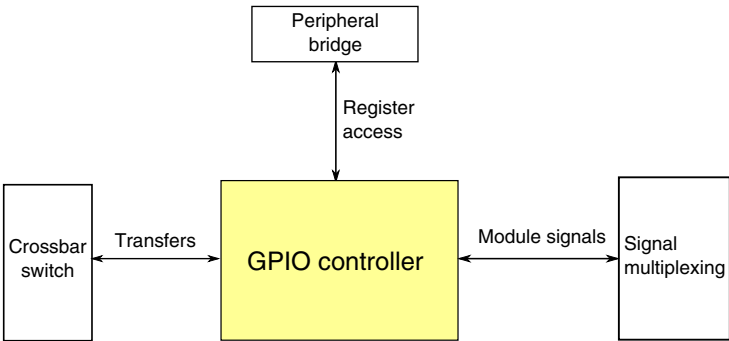 Peripheral
bridge
Register
access
Crossbar
switch
Transfers
GPIO controller
Module signals
Signal
multiplexing